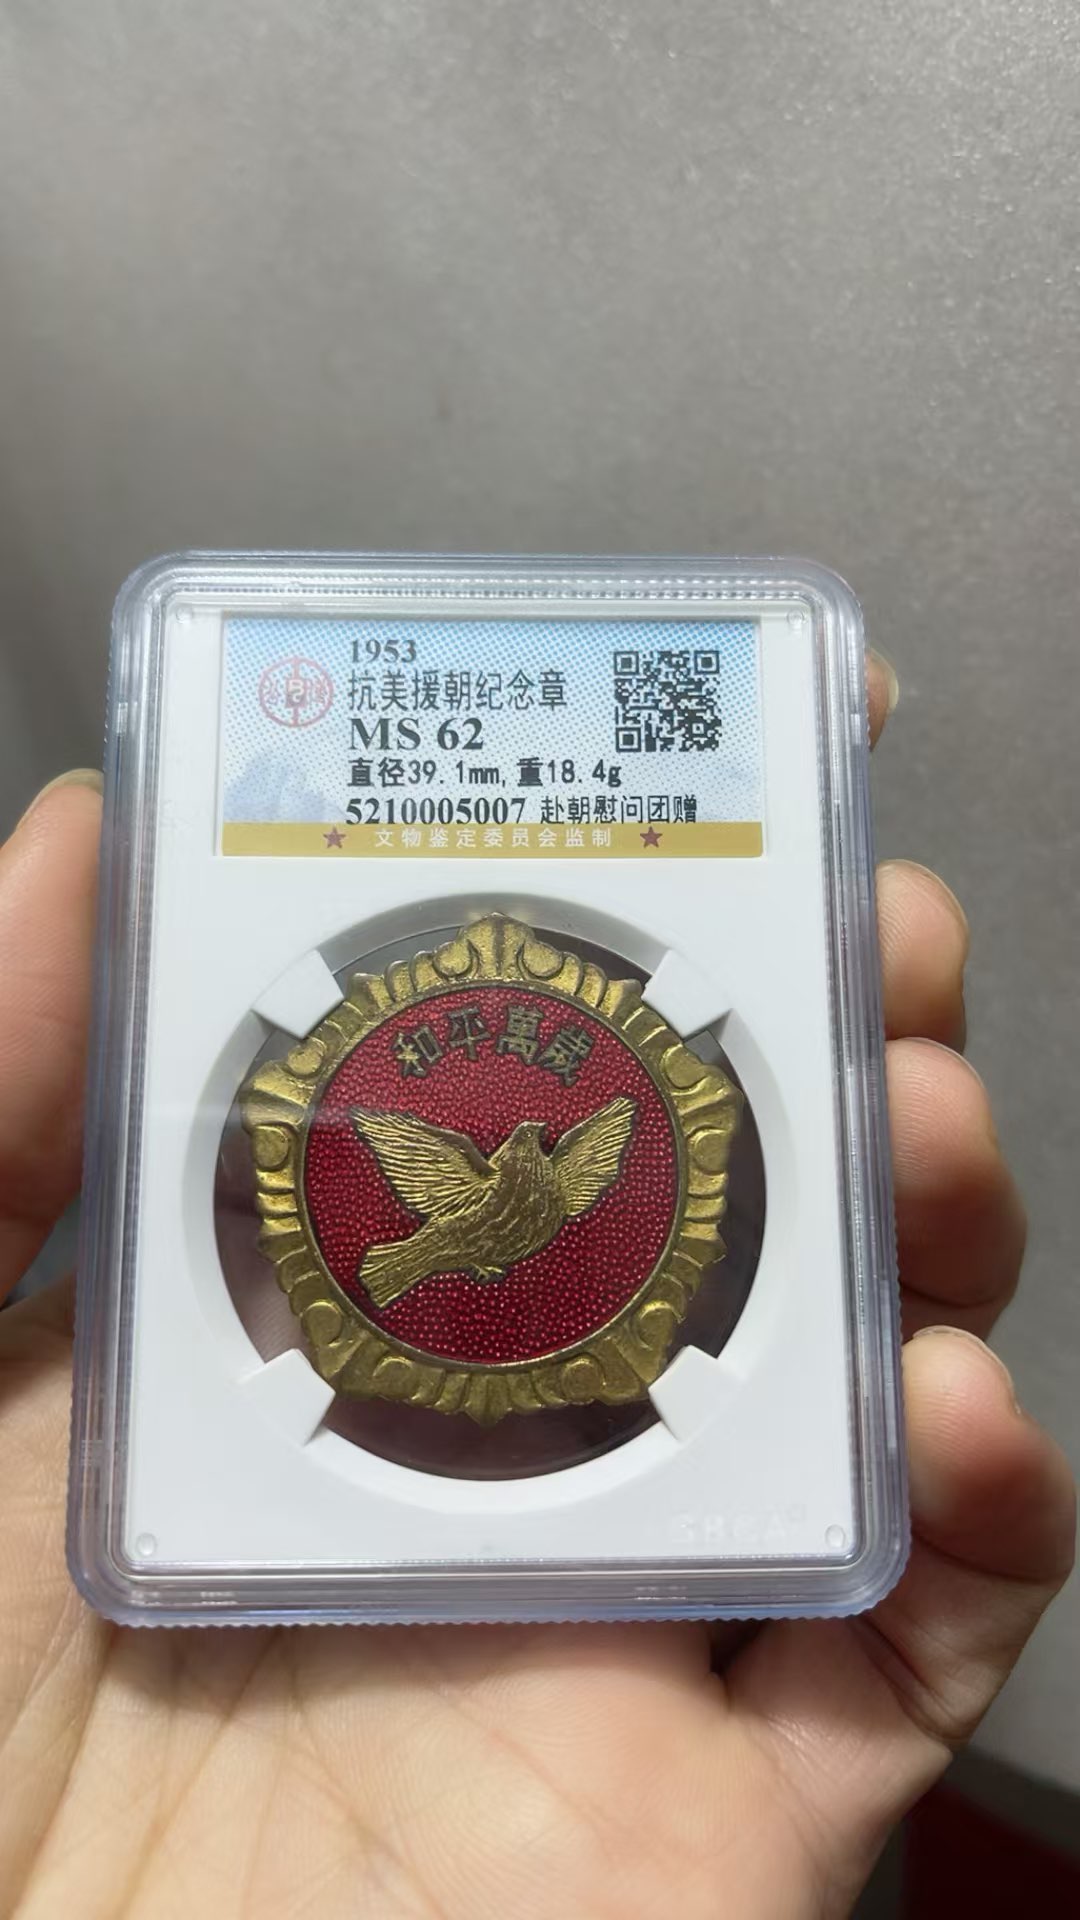 1953
抗美援朝纪念章
MS 62
直径39.1mm,重18.4g
5210005007 赴朝慰问团赠
文物鉴定委员会监制
和平萬歲